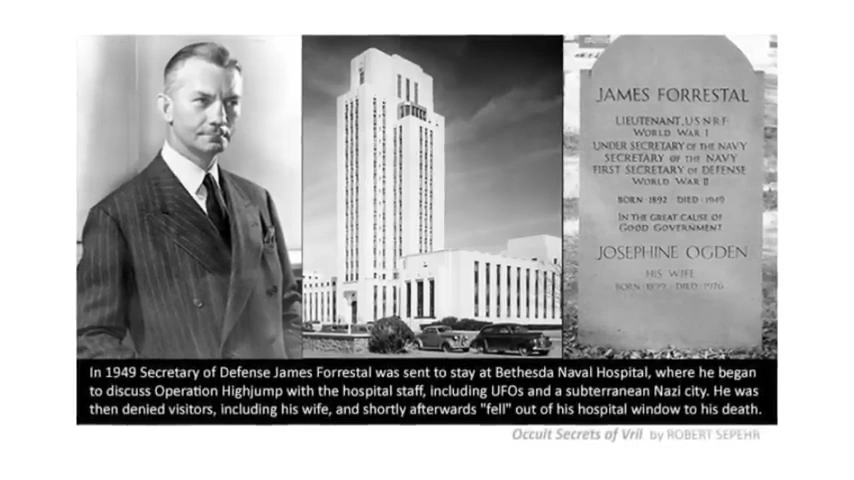 JAMES FORRESTAL
LIEUTENANT, U.S.N.R.F.
WORLD WAR I
UNDER SECRETARY OF THE NAVY
SECRETARY OF THE NAVY
FIRST SECRETARY OF DEFENSE
WORLD WAR II
BORN 1892 DIED 1949
IN THE GREAT CAUSE OF
GOOD GOVERNMENT
JOSEPHINE OGDEN
HIS WIFE
BORN 1899 DIED 1976
In 1949 Secretary of Defense James Forrestal was sent to stay at Bethesda Naval Hospital, where he began
to discuss Operation Highjump with the hospital staff, including UFOs and a subterranean Nazi city. He was
then denied visitors, including his wife, and shortly afterwards "fell" out of his hospital window to his death.
Occult Secrets of Vril by ROBERT SEPEHR